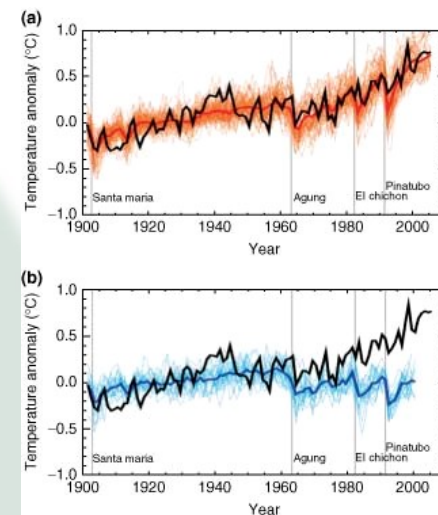 (a)
1.0
0.5
0.0
−0.5
−1.0
Temperature anomaly (°C)
Santa maria
Agung
El chichon
Pinatubo
1900 1920 1940 1960 1980 2000
Year
(b)
1.0
0.5
0.0
−0.5
−1.0
Temperature anomaly (°C)
Santa maria
Agung
El chichon
Pinatubo
1900 1920 1940 1960 1980 2000
Year